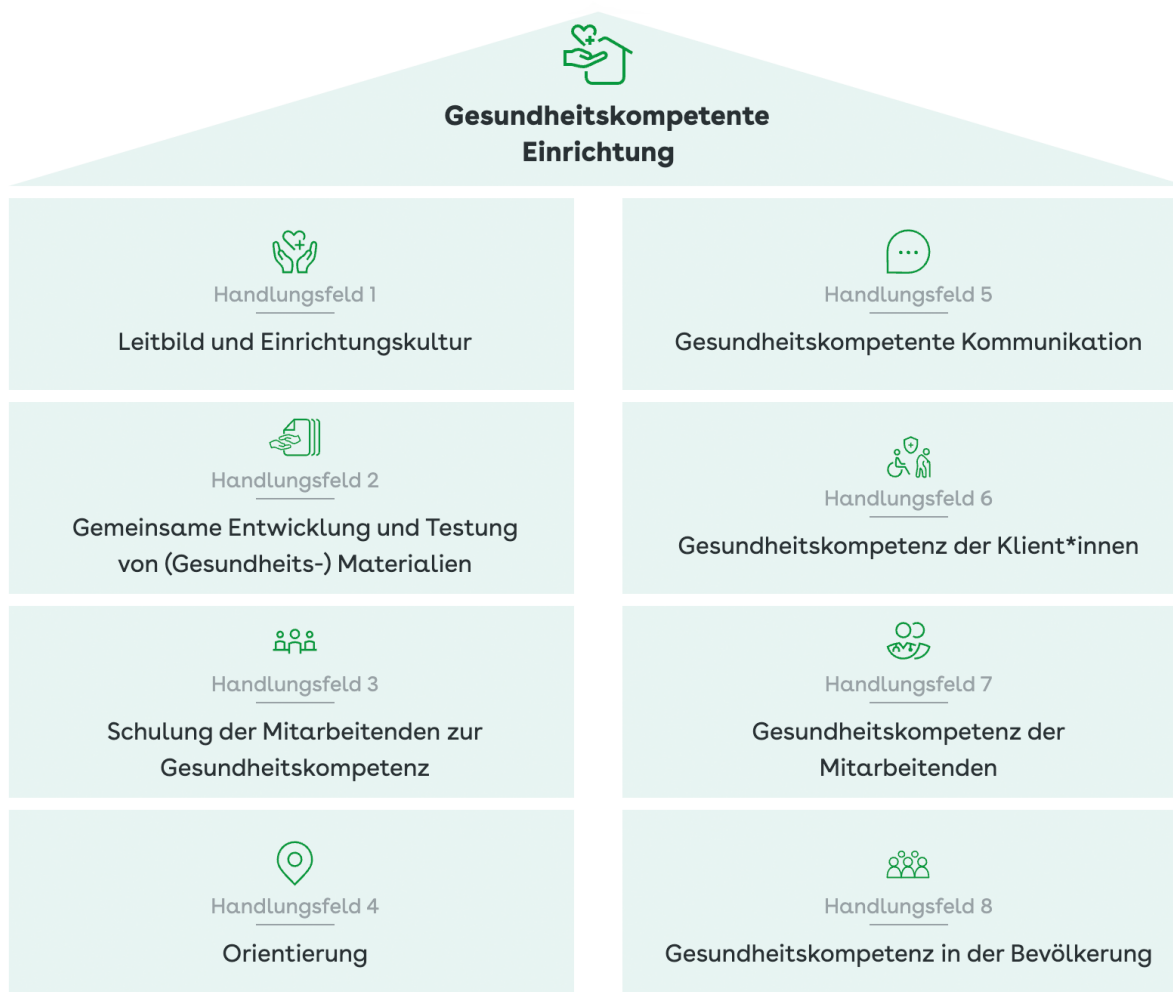 Gesundheitskompetente
Einrichtung
Handlungsfeld 1
Leitbild und Einrichtungskultur
Handlungsfeld 2
Gemeinsame Entwicklung und Testung
von (Gesundheits-) Materialien
Handlungsfeld 3
Schulung der Mitarbeitenden zur
Gesundheitskompetenz
Handlungsfeld 4
Orientierung
Handlungsfeld 5
Gesundheitskompetente Kommunikation
Handlungsfeld 6
Gesundheitskompetenz der Klient*innen
Handlungsfeld 7
Gesundheitskompetenz der
Mitarbeitenden
Handlungsfeld 8
Gesundheitskompetenz in der Bevölkerung